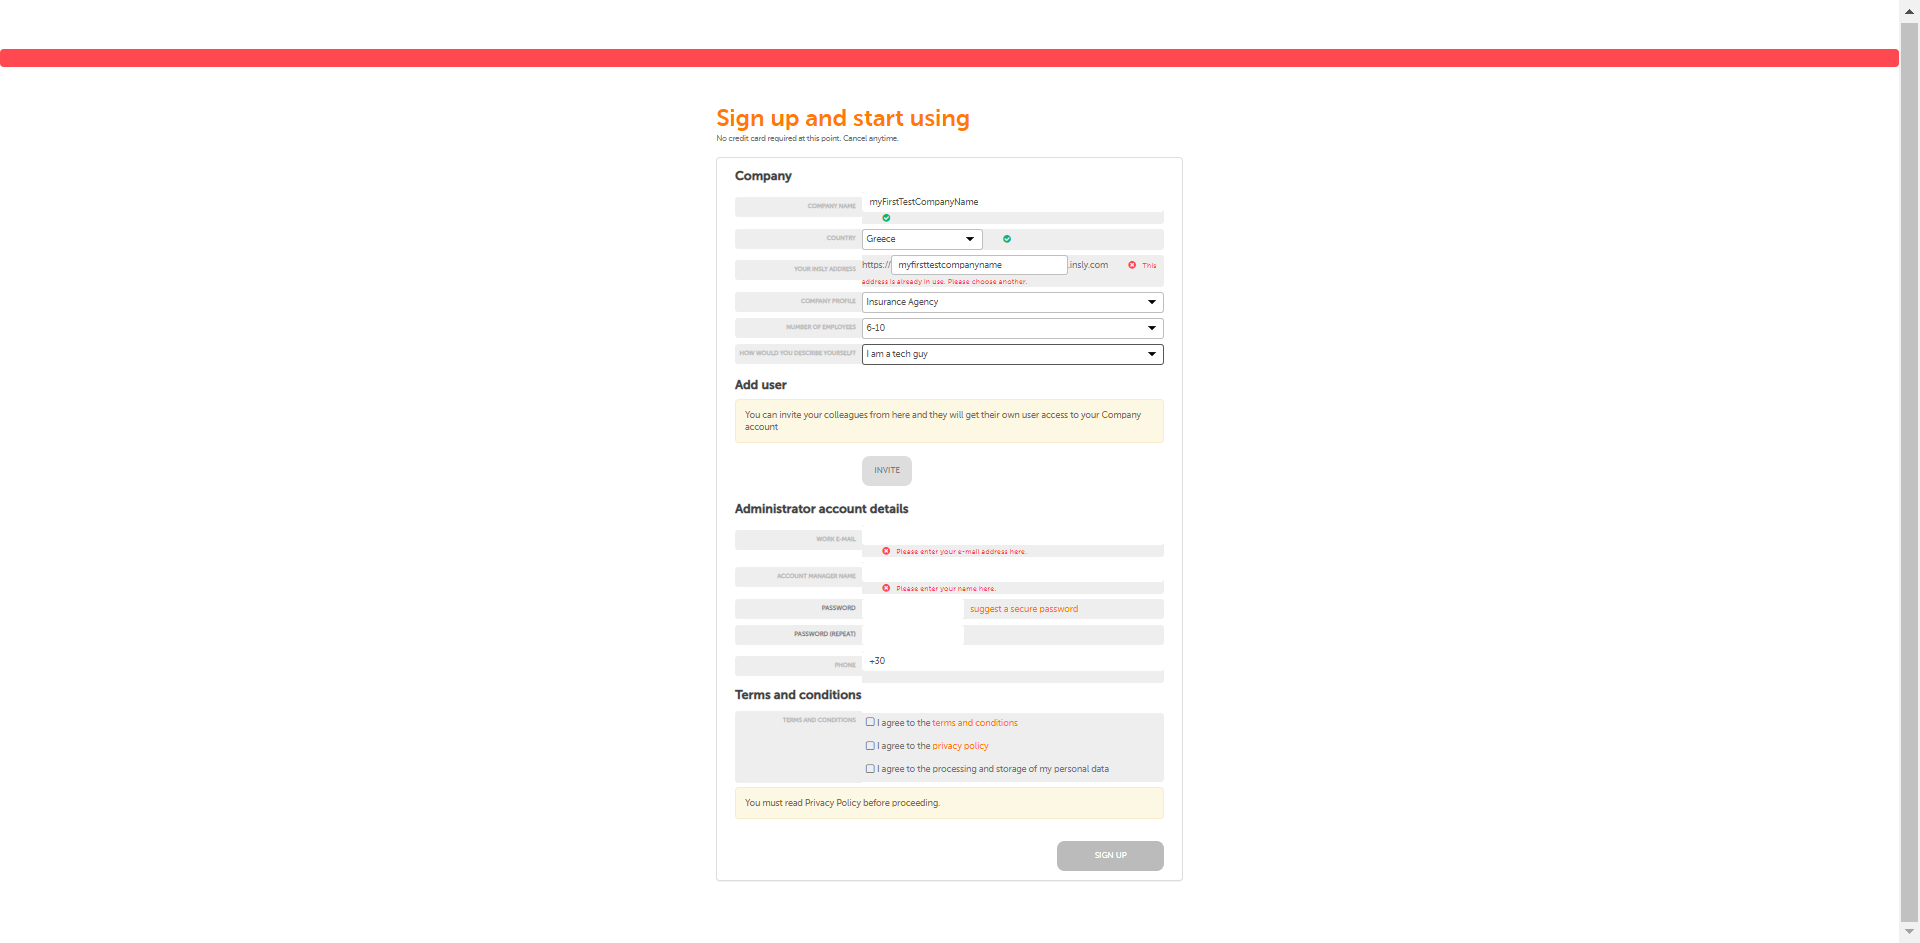 Sign up and start using
No credit card required at this point. Cancel anytime.
Company
COMPANY NAME myFirstTestCompanyName
COUNTRY Greece
YOUR INSLY ADDRESS https:// myfirsttestcompanyname .insly.com This
address is already in use. Please choose another.
COMPANY PROFILE Insurance Agency
NUMBER OF EMPLOYEES 6-10
HOW WOULD YOU DESCRIBE YOURSELF? I am a tech guy
Add user
You can invite your colleagues from here and they will get their own user access to your Company
account
INVITE
Administrator account details
WORK E-MAIL
Please enter your e-mail address here.
ACCOUNT MANAGER NAME
Please enter your name here.
PASSWORD suggest a secure password
PASSWORD (REPEAT)
PHONE +30
Terms and conditions
TERMS AND CONDITIONS I agree to the terms and conditions
I agree to the privacy policy
I agree to the processing and storage of my personal data
You must read Privacy Policy before proceeding.
SIGN UP